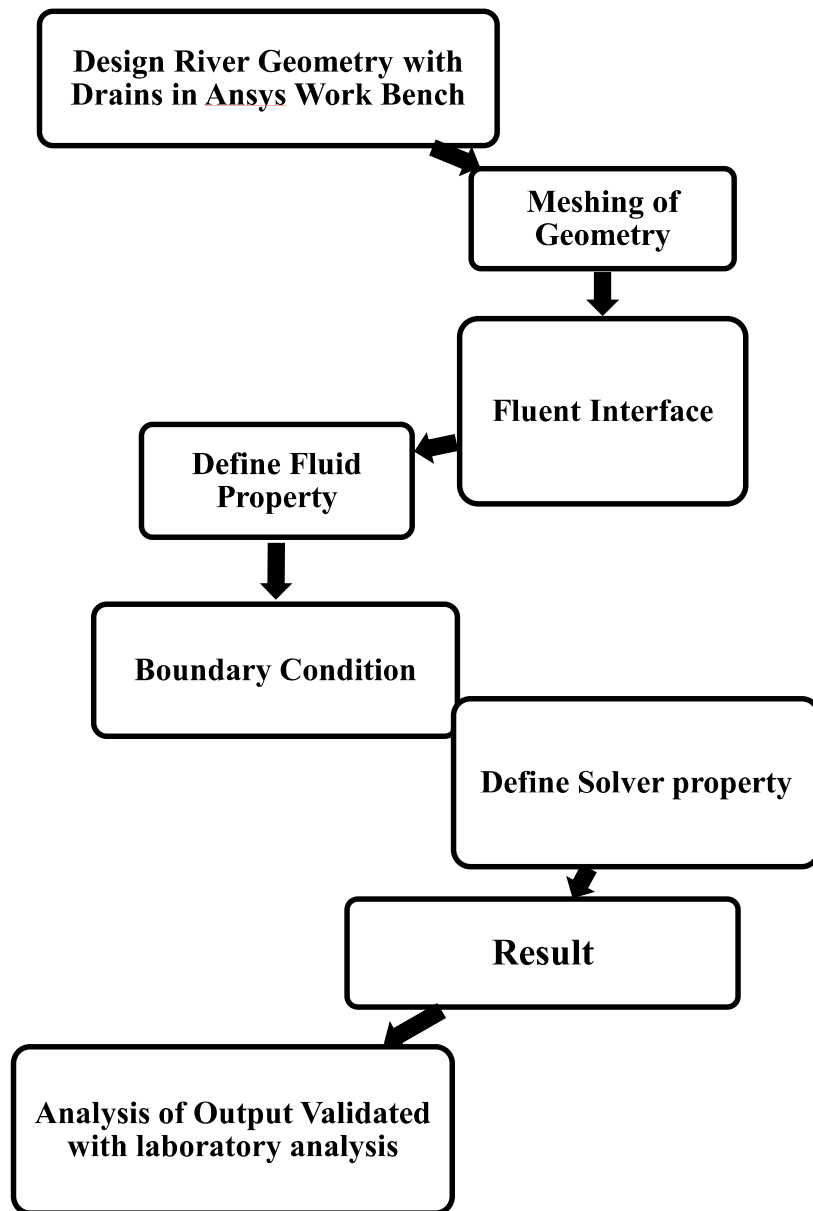 Design River Geometry with
Drains in Ansys Work Bench
Meshing of
Geometry
Fluent Interface
Define Fluid
Property
Boundary Condition
Define Solver property
Result
Analysis of Output Validated
with laboratory analysis